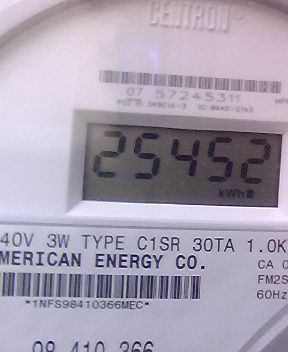 CENTRON
07 57245311
25452
kWh
40V 3W TYPE C1SR 30TA 1.0K
MERICAN ENERGY CO.
CA 0
FM2S
60Hz
*1NFS98410366MEC*
98 410 366